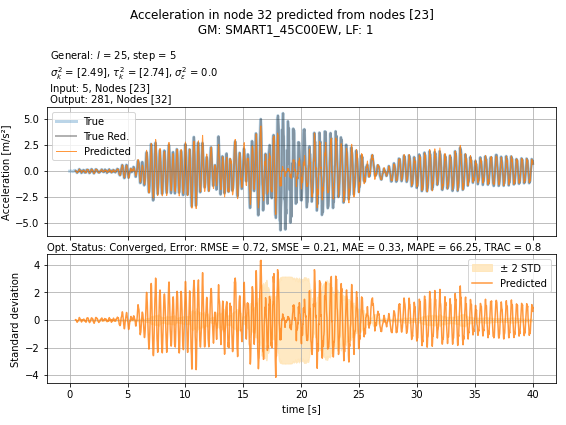 Acceleration in node 32 predicted from nodes [23]
GM: SMART1_45C00EW, LF: 1
General: l = 25, step = 5
σ²ₖ = [2.49], τ²ₖ = [2.74], σ²ₑ = 0.0
Input: 5, Nodes [23]
Output: 281, Nodes [32]
Acceleration [m/s²]
5.0
2.5
0.0
−2.5
−5.0
True
True Red.
Predicted
Opt. Status: Converged, Error: RMSE = 0.72, SMSE = 0.21, MAE = 0.33, MAPE = 66.25, TRAC = 0.8
Standard deviation
4
2
0
−2
−4
± 2 STD
Predicted
0 5 10 15 20 25 30 35 40
time [s]